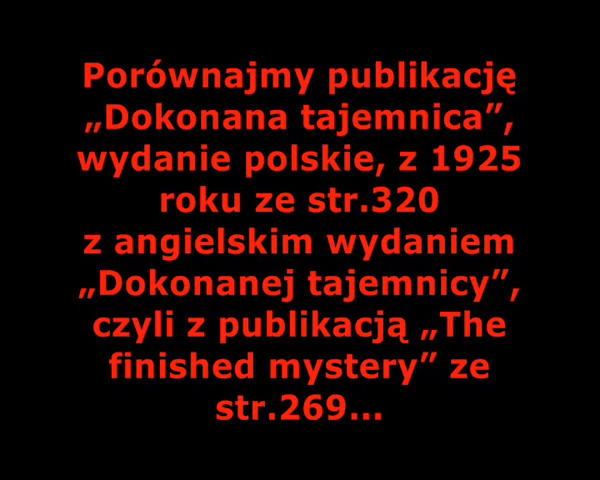 Porównajmy publikację
„Dokonana tajemnica”,
wydanie polskie, z 1925
roku ze str.320
z angielskim wydaniem
„Dokonanej tajemnicy”,
czyli z publikacją „The
finished mystery” ze
str.269...